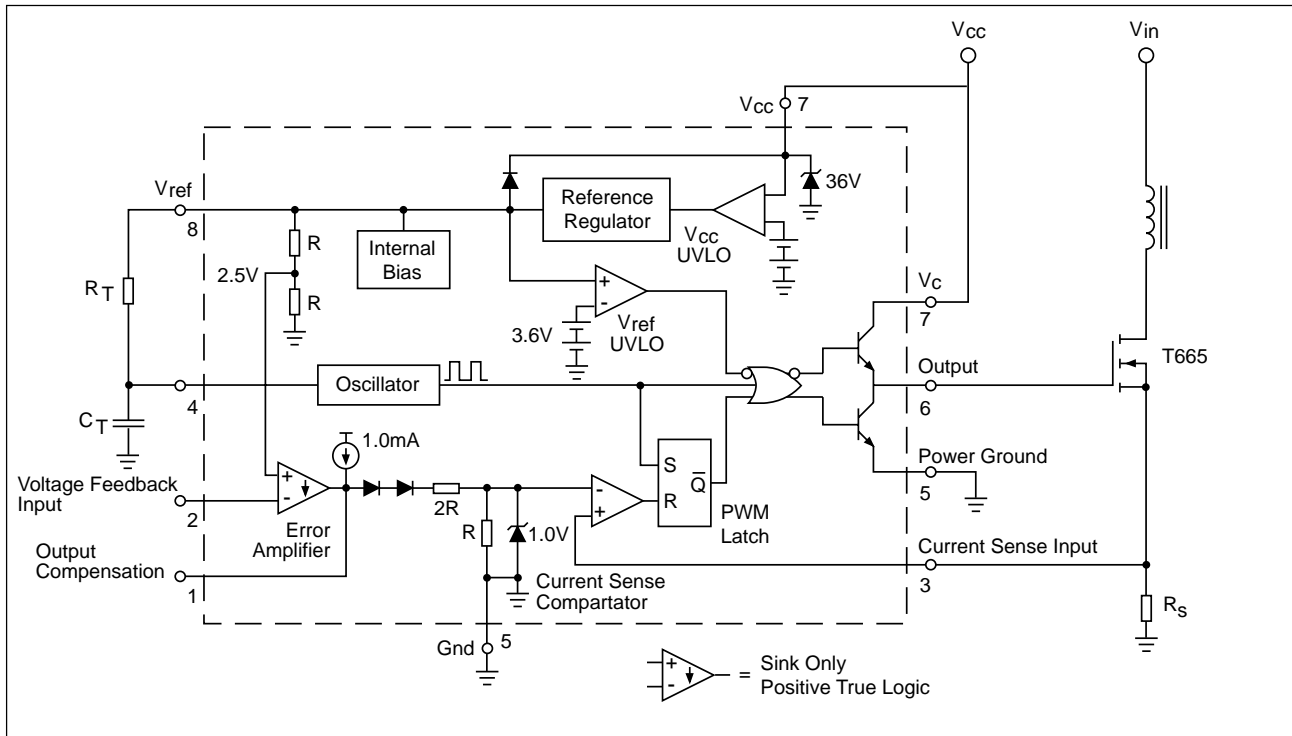 Vcc
Vin
Vcc 7
Vref
8
36V
Reference
Regulator
R
Internal
Bias
Vcc
UVLO
2.5V
R
RT
+
-
3.6V
Vref
UVLO
Vc
7
T665
Oscillator
Output
6
4
CT
1.0mA
Power Ground
5
S
R
Q̅
PWM
Latch
Voltage Feedback
Input
2
+
-
Error
Amplifier
2R
R
1.0V
-
+
Output
Compensation
1
Current Sense
Compartator
Current Sense Input
3
Rs
Gnd 5
+
-
= Sink Only
Positive True Logic